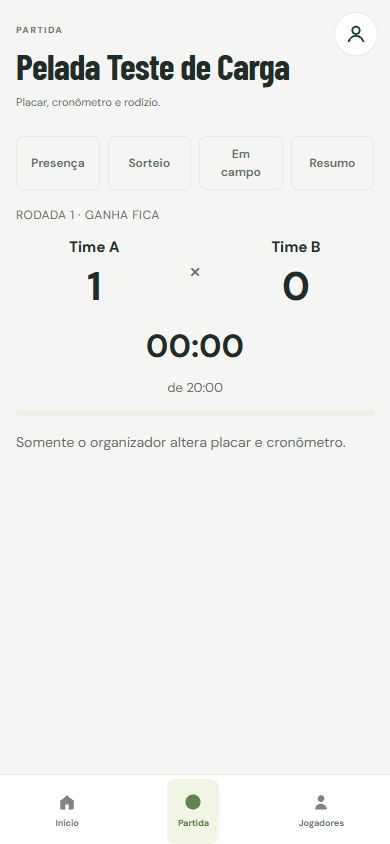 PARTIDA
Pelada Teste de Carga
Placar, cronômetro e rodízio.
Presença
Sorteio
Em
campo
Resumo
RODADA 1 · GANHA FICA
Time A
1
×
Time B
0
00:00
de 20:00
Somente o organizador altera placar e cronômetro.
Início
Partida
Jogadores